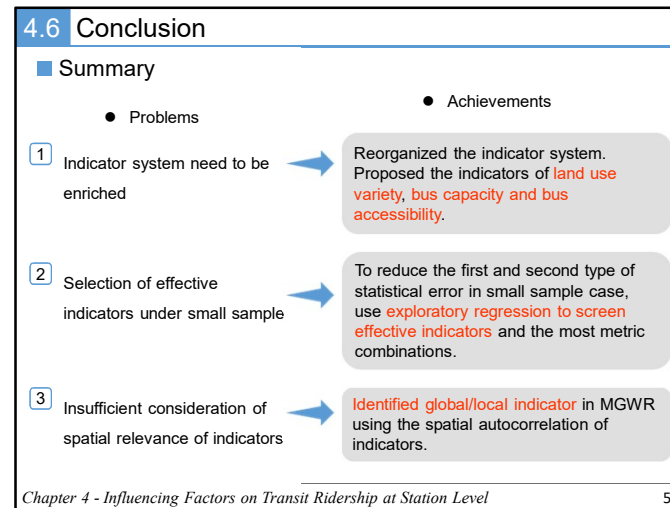 4.6 Conclusion
Summary
● Problems
● Achievements
1
Indicator system need to be
enriched
Reorganized the indicator system.
Proposed the indicators of land use
variety, bus capacity and bus
accessibility.
2
Selection of effective
indicators under small sample
To reduce the first and second type of
statistical error in small sample case,
use exploratory regression to screen
effective indicators and the most metric
combinations.
3
Insufficient consideration of
spatial relevance of indicators
Identified global/local indicator in MGWR
using the spatial autocorrelation of
indicators.
Chapter 4 - Influencing Factors on Transit Ridership at Station Level
5